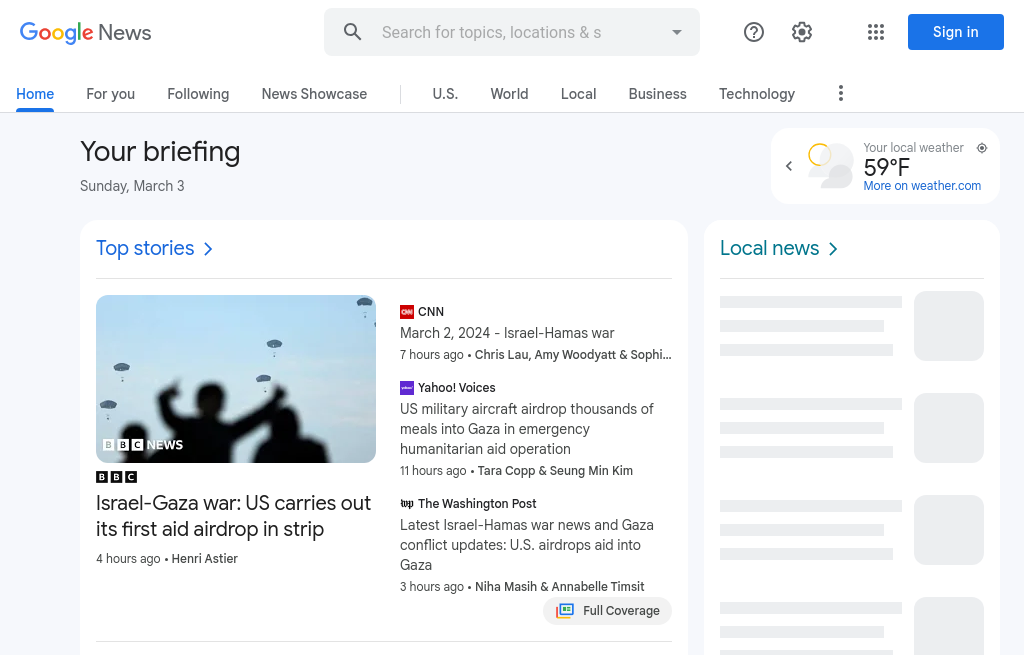 Google News
Search for topics, locations & s
Sign in
Home
For you
Following
News Showcase
U.S.
World
Local
Business
Technology
Your briefing
Sunday, March 3
Your local weather
59°F
More on weather.com
Top stories
BBC NEWS
BBC
Israel-Gaza war: US carries out
its first aid airdrop in strip
4 hours ago • Henri Astier
CNN
March 2, 2024 - Israel-Hamas war
7 hours ago • Chris Lau, Amy Woodyatt & Sophi…
Yahoo! Voices
US military aircraft airdrop thousands of
meals into Gaza in emergency
humanitarian aid operation
11 hours ago • Tara Copp & Seung Min Kim
The Washington Post
Latest Israel-Hamas war news and Gaza
conflict updates: U.S. airdrops aid into
Gaza
3 hours ago • Niha Masih & Annabelle Timsit
Full Coverage
Local news